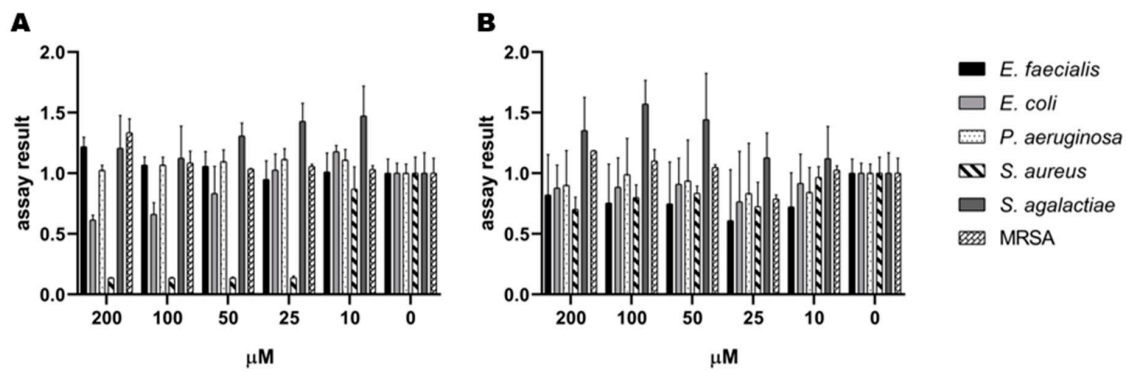 A
assay result
2.0
1.5
1.0
0.5
0.0
200 100 50 25 10 0
μM
B
assay result
2.0
1.5
1.0
0.5
0.0
200 100 50 25 10 0
μM
E. faecialis
E. coli
P. aeruginosa
S. aureus
S. agalactiae
MRSA